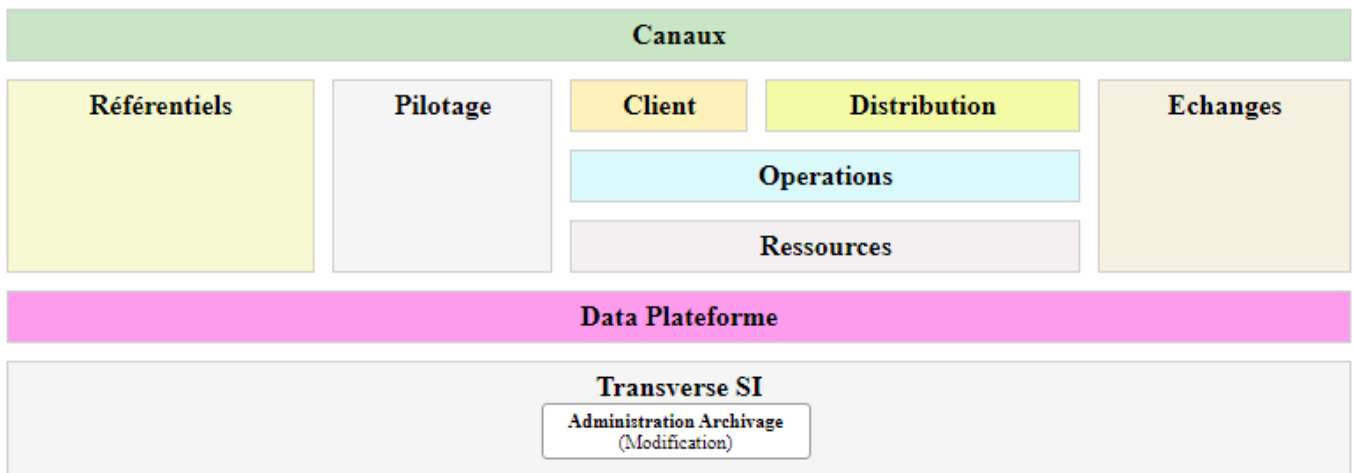 Canaux
Référentiels
Pilotage
Client
Distribution
Echanges
Operations
Ressources
Data Plateforme
Transverse SI
Administration Archivage
(Modification)